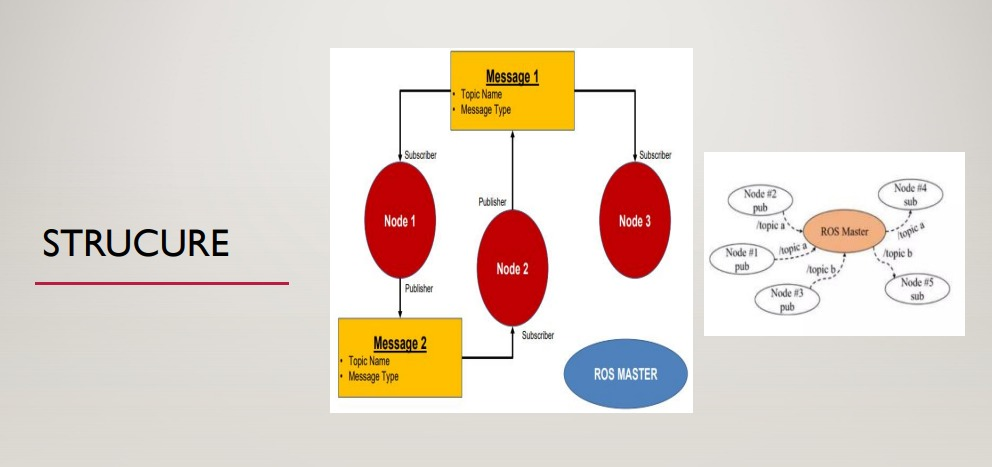 STRUCURE
Message 1
• Topic Name
• Message Type
Subscriber
Subscriber
Node 1
Publisher
Node 2
Node 3
Publisher
Subscriber
Message 2
• Topic Name
• Message Type
ROS MASTER
Node #2
pub
Node #4
sub
/topic a
/topic a
ROS Master
Node #1
pub
/topic a
/topic b
/topic b
Node #3
pub
Node #5
sub